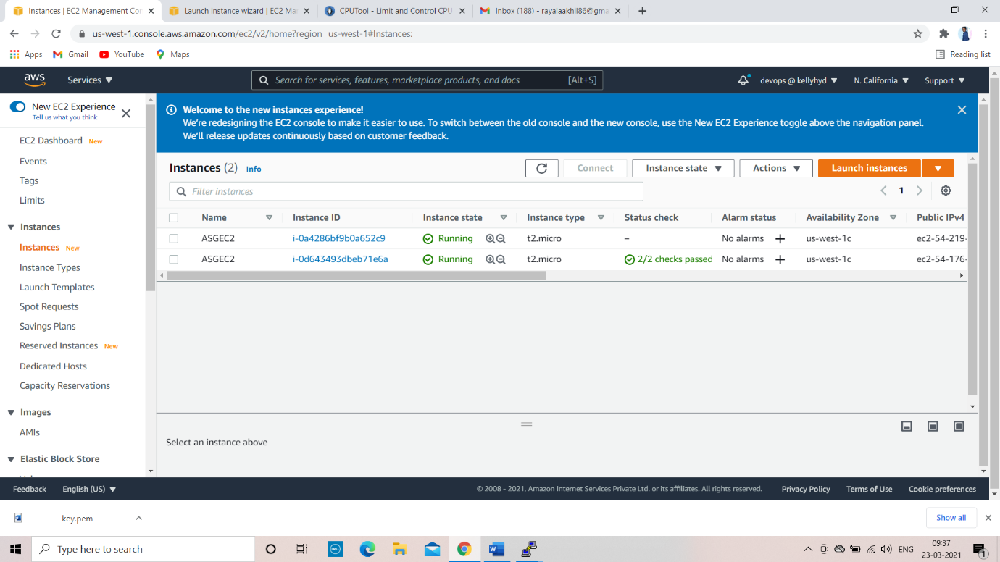 Instances | EC2 Management Con
Launch instance wizard | EC2 Mar
CPUTool - Limit and Control CPU
Inbox (188) - rayalaakhil86@gma
us-west-1.console.aws.amazon.com/ec2/v2/home?region=us-west-1#Instances:
Apps Gmail YouTube Maps Reading list
aws Services Search for services, features, marketplace products, and docs [Alt+S] devops @ kellyhyd N. California Support
New EC2 Experience
Tell us what you think
EC2 Dashboard New
Events
Tags
Limits
Instances
Instances New
Instance Types
Launch Templates
Spot Requests
Savings Plans
Reserved Instances New
Dedicated Hosts
Capacity Reservations
Images
AMIs
Elastic Block Store
Welcome to the new instances experience!
We're redesigning the EC2 console to make it easier to use. To switch between the old console and the new console, use the New EC2 Experience toggle above the navigation panel.
We'll release updates continuously based on customer feedback.
Instances (2) Info Connect Instance state Actions Launch instances
Filter instances 1
Name Instance ID Instance state Instance type Status check Alarm status Availability Zone Public IPv4
ASGEC2 i-0a4286bf9b0a652c9 Running t2.micro – No alarms + us-west-1c ec2-54-219-
ASGEC2 i-0d643493dbeb71e6a Running t2.micro 2/2 checks passed No alarms + us-west-1c ec2-54-176-
Select an instance above
Feedback English (US) © 2008 - 2021, Amazon Internet Services Private Ltd. or its affiliates. All rights reserved. Privacy Policy Terms of Use Cookie preferences
key.pem Show all
Type here to search DELL ENG 09:37
23-03-2021 1